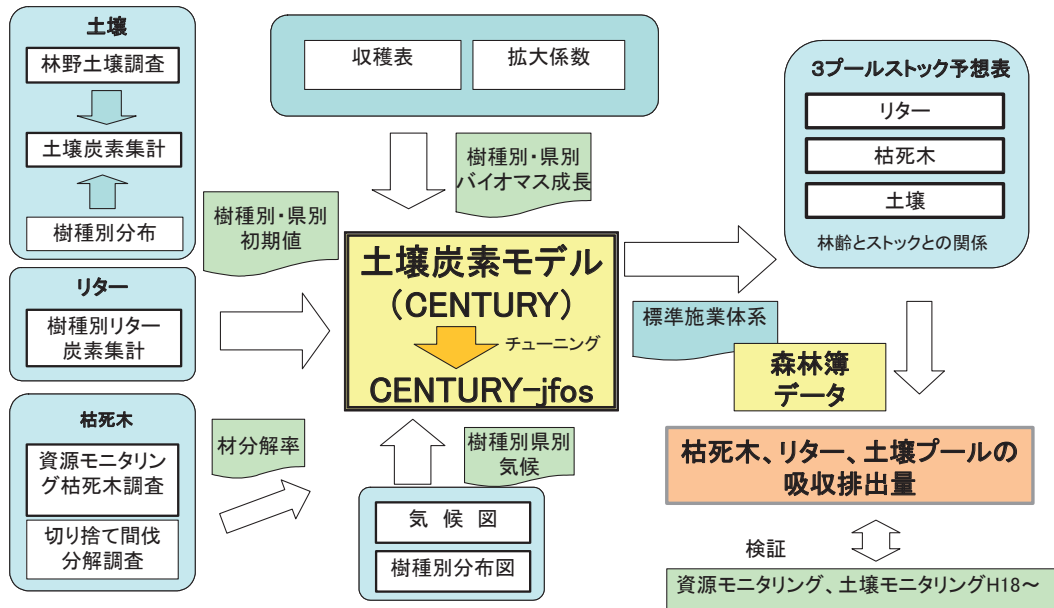 土壌
林野土壌調査
土壌炭素集計
樹種別分布
リター
樹種別リター
炭素集計
枯死木
資源モニタリン
グ枯死木調査
切り捨て間伐
分解調査
収穫表
拡大係数
樹種別・県別
バイオマス成長
樹種別・県別
初期値
材分解率
土壌炭素モデル
（CENTURY）
チューニング
CENTURY-jfos
樹種別県別
気候
気 候 図
樹種別分布図
3プールストック予想表
リター
枯死木
土壌
林齢とストックとの関係
標準施業体系
森林簿
データ
枯死木、リター、土壌プールの
吸収排出量
検証
資源モニタリング、土壌モニタリングH18～